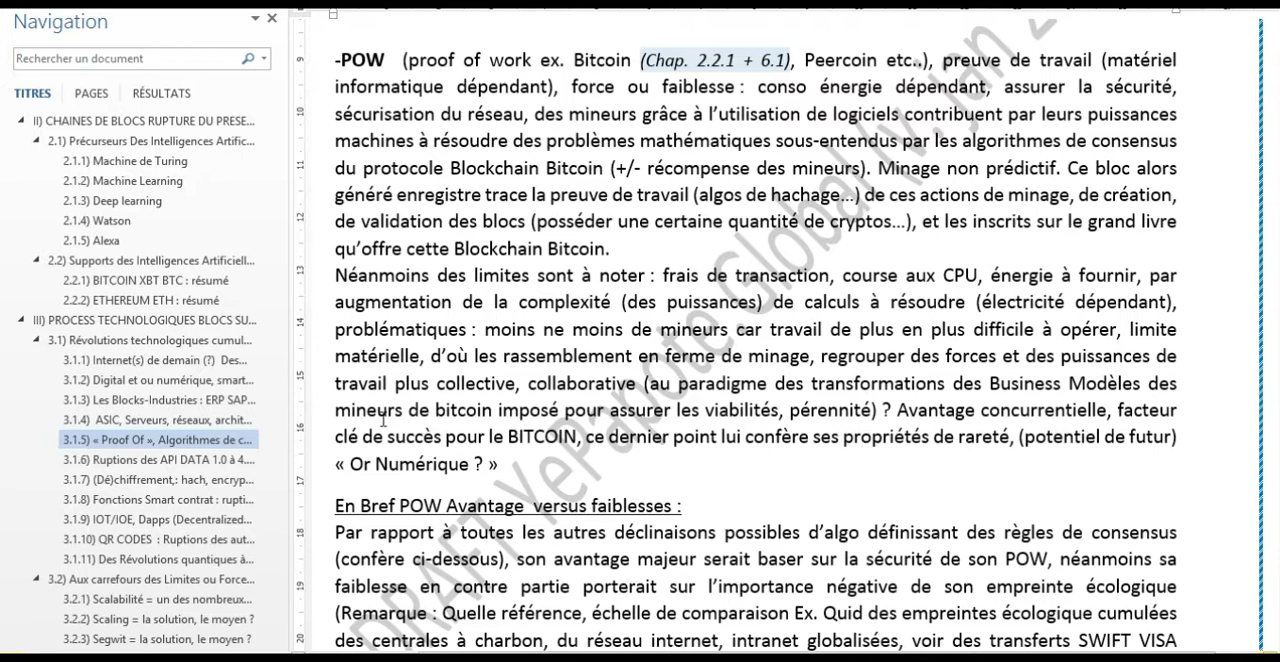 Navigation
Rechercher un document
TITRES PAGES RÉSULTATS
II) CHAINES DE BLOCS RUPTURE DU PRESE...
2.1) Précurseurs Des Intelligences Artific...
2.1.1) Machine de Turing
2.1.2) Machine Learning
2.1.3) Deep learning
2.1.4) Watson
2.1.5) Alexa
2.2) Supports des Intelligences Artificiell...
2.2.1) BITCOIN XBT BTC : résumé
2.2.2) ETHEREUM ETH : résumé
III) PROCESS TECHNOLOGIQUES BLOCS SU...
3.1) Révolutions technologiques cumul...
3.1.1) Internet(s) de demain (?) Des...
3.1.2) Digital et ou numérique, smart...
3.1.3) Les Blocks-Industries : ERP SAP...
3.1.4) ASIC, Serveurs, réseaux, archit...
3.1.5) « Proof Of », Algorithmes de c...
3.1.6) Ruptions des API DATA 1.0 à 4....
3.1.7) (Dé)chiffrement,: hach, encryp...
3.1.8) Fonctions Smart contrat : rupti...
3.1.9) IOT/IOE, Dapps (Decentralized...
3.1.10) QR CODES : Ruptions des aut...
3.1.11) Des Révolutions quantiques à...
3.2) Aux carrefours des Limites ou Force...
3.2.1) Scalabilité = un des nombreux...
3.2.2) Scaling = la solution, le moyen ?
3.2.3) Segwit = la solution, le moyen ?
9
10
11
12
13
14
15
16
17
18
19
20
-POW (proof of work ex. Bitcoin (Chap. 2.2.1 + 6.1), Peercoin etc..), preuve de travail (matériel
informatique dépendant), force ou faiblesse : conso énergie dépendant, assurer la sécurité,
sécurisation du réseau, des mineurs grâce à l'utilisation de logiciels contribuent par leurs puissances
machines à résoudre des problèmes mathématiques sous-entendus par les algorithmes de consensus
du protocole Blockchain Bitcoin (+/- récompense des mineurs). Minage non prédictif. Ce bloc alors
généré enregistre trace la preuve de travail (algos de hachage...) de ces actions de minage, de création,
de validation des blocs (posséder une certaine quantité de cryptos...), et les inscrits sur le grand livre
qu'offre cette Blockchain Bitcoin.
Néanmoins des limites sont à noter : frais de transaction, course aux CPU, énergie à fournir, par
augmentation de la complexité (des puissances) de calculs à résoudre (électricité dépendant),
problématiques : moins ne moins de mineurs car travail de plus en plus difficile à opérer, limite
matérielle, d'où les rassemblement en ferme de minage, regrouper des forces et des puissances de
travail plus collective, collaborative (au paradigme des transformations des Business Modèles des
mineurs de bitcoin imposé pour assurer les viabilités, pérennité) ? Avantage concurrentielle, facteur
clé de succès pour le BITCOIN, ce dernier point lui confère ses propriétés de rareté, (potentiel de futur)
« Or Numérique ? »
En Bref POW Avantage versus faiblesses :
Par rapport à toutes les autres déclinaisons possibles d'algo définissant des règles de consensus
(confère ci-dessous), son avantage majeur serait baser sur la sécurité de son POW, néanmoins sa
faiblesse en contre partie porterait sur l'importance négative de son empreinte écologique
(Remarque : Quelle référence, échelle de comparaison Ex. Quid des empreintes écologique cumulées
des centrales à charbon, du réseau internet, intranet globalisées, voir des transferts SWIFT VISA